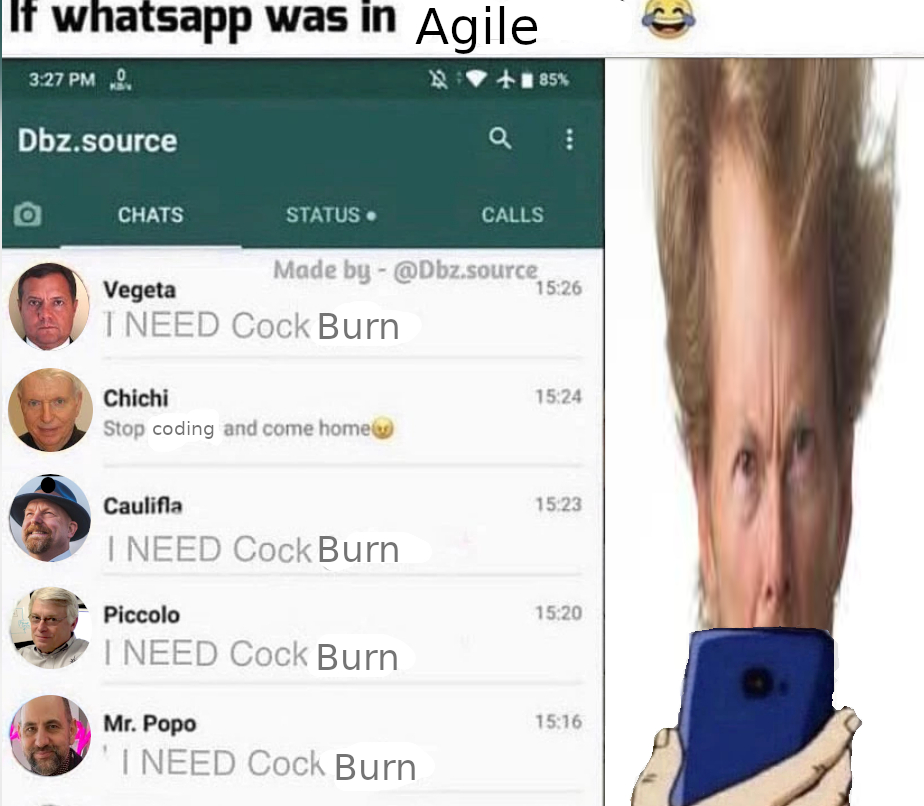 If whatsapp was in Agile 😂
3:27 PM 0 KB/s 85%
Dbz.source
CHATS STATUS • CALLS
Made by - @Dbz.source
Vegeta 15:26
I NEED Cock Burn
Chichi 15:24
Stop coding and come home😠
Caulifla 15:23
I NEED Cock Burn
Piccolo 15:20
I NEED Cock Burn
Mr. Popo 15:16
' I NEED Cock Burn